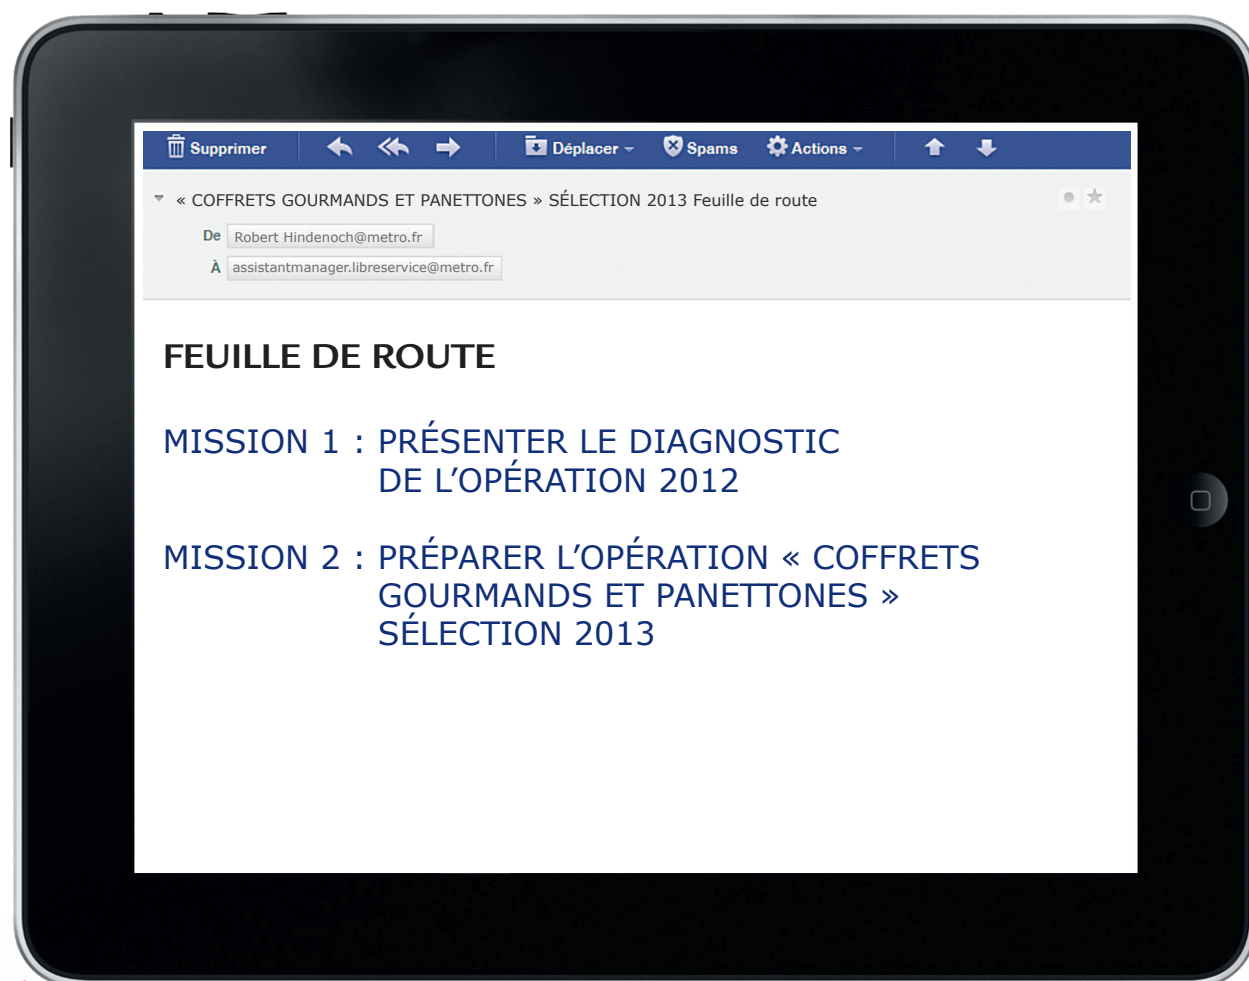 Supprimer Déplacer Spams Actions
« COFFRETS GOURMANDS ET PANETTONES » SÉLECTION 2013 Feuille de route
De Robert Hindenoch@metro.fr
À assistantmanager.libreservice@metro.fr
FEUILLE DE ROUTE
MISSION 1 : PRÉSENTER LE DIAGNOSTIC
DE L’OPÉRATION 2012
MISSION 2 : PRÉPARER L’OPÉRATION « COFFRETS
GOURMANDS ET PANETTONES »
SÉLECTION 2013